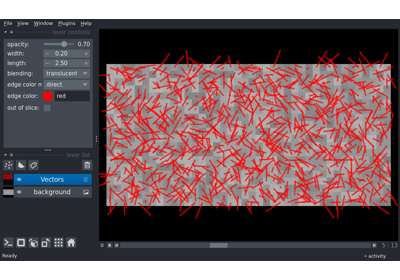 File View Window Plugins Help
layer controls
opacity: 0.70
width: 0.20
length: 2.50
blending: translucent
edge color m direct
edge color: red
out of slice:
layer list
Vectors
background
0 5 13
Ready activity